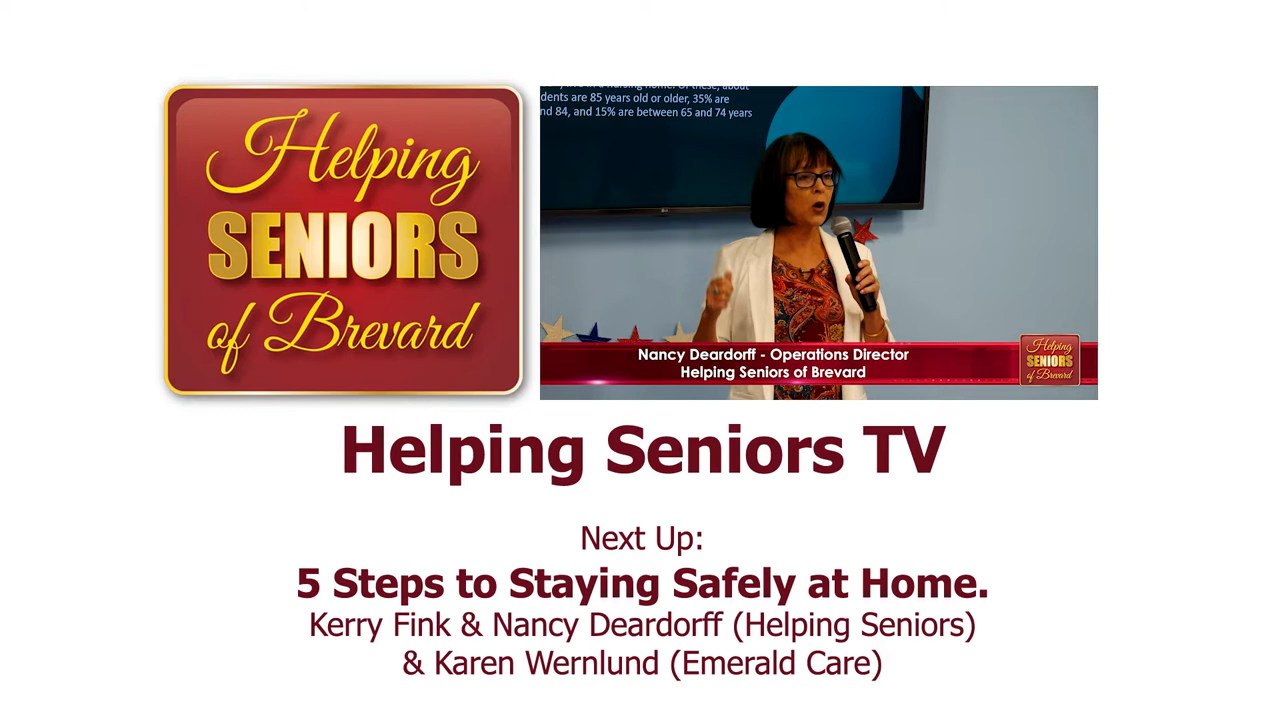 Helping
SENIORS
of Brevard
dents are 85 years old or older, 35% are
nd 84, and 15% are between 65 and 74 years
LG
Nancy Deardorff - Operations Director
Helping Seniors of Brevard
Helping
SENIORS
of Brevard
Helping Seniors TV
Next Up:
5 Steps to Staying Safely at Home.
Kerry Fink & Nancy Deardorff (Helping Seniors)
& Karen Wernlund (Emerald Care)